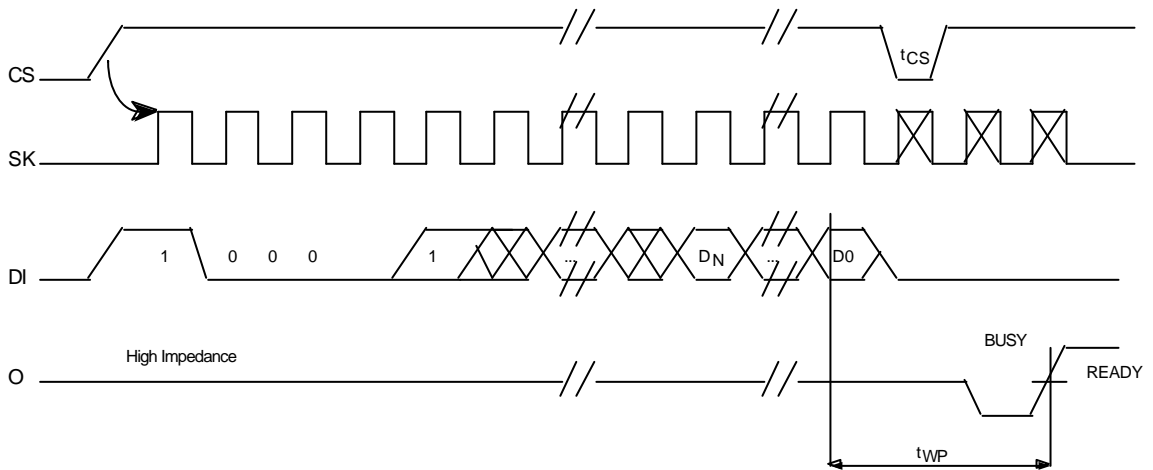 CS
tCS
SK
DI 1 0 0 0 1 ... DN ... D0
High Impedance
BUSY
O
READY
tWP